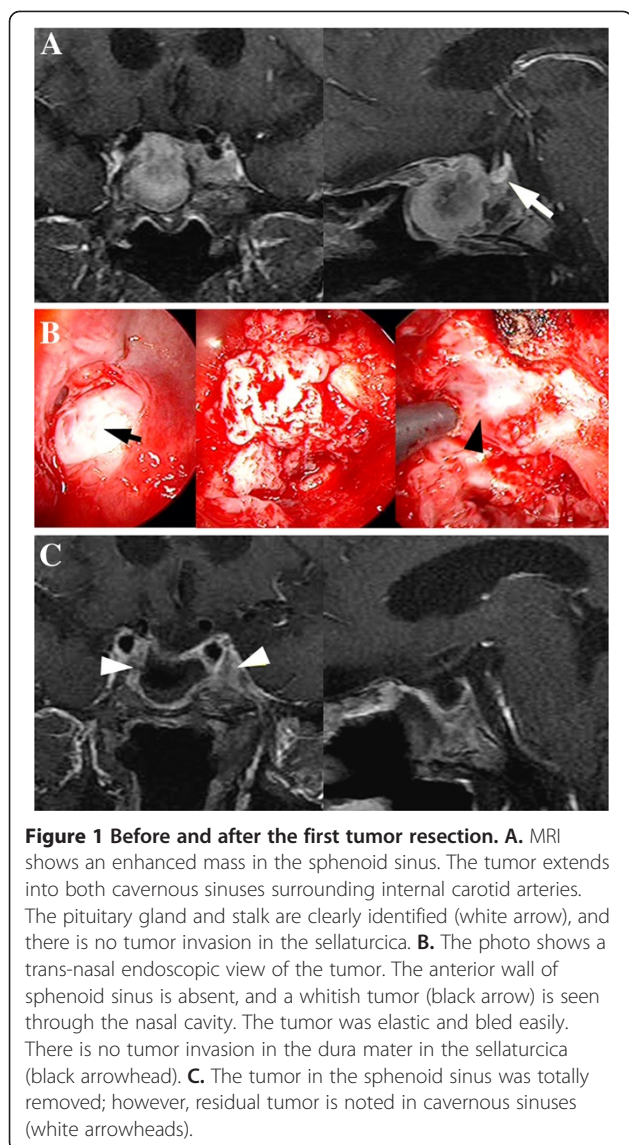 A
B
C
Figure 1 Before and after the first tumor resection. A. MRI
shows an enhanced mass in the sphenoid sinus. The tumor extends
into both cavernous sinuses surrounding internal carotid arteries.
The pituitary gland and stalk are clearly identified (white arrow), and
there is no tumor invasion in the sellaturcica. B. The photo shows a
trans-nasal endoscopic view of the tumor. The anterior wall of
sphenoid sinus is absent, and a whitish tumor (black arrow) is seen
through the nasal cavity. The tumor was elastic and bled easily.
There is no tumor invasion in the dura mater in the sellaturcica
(black arrowhead). C. The tumor in the sphenoid sinus was totally
removed; however, residual tumor is noted in cavernous sinuses
(white arrowheads).